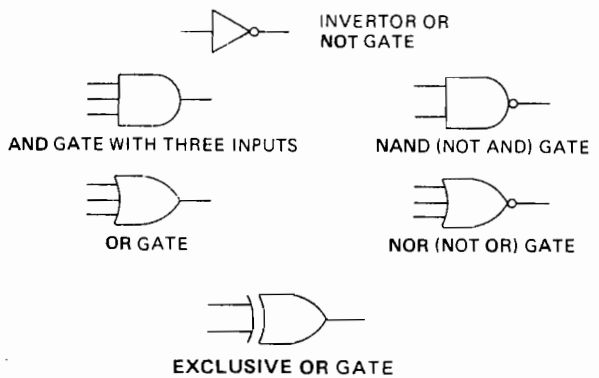 INVERTOR OR
NOT GATE
AND GATE WITH THREE INPUTS
NAND (NOT AND) GATE
OR GATE
NOR (NOT OR) GATE
EXCLUSIVE OR GATE